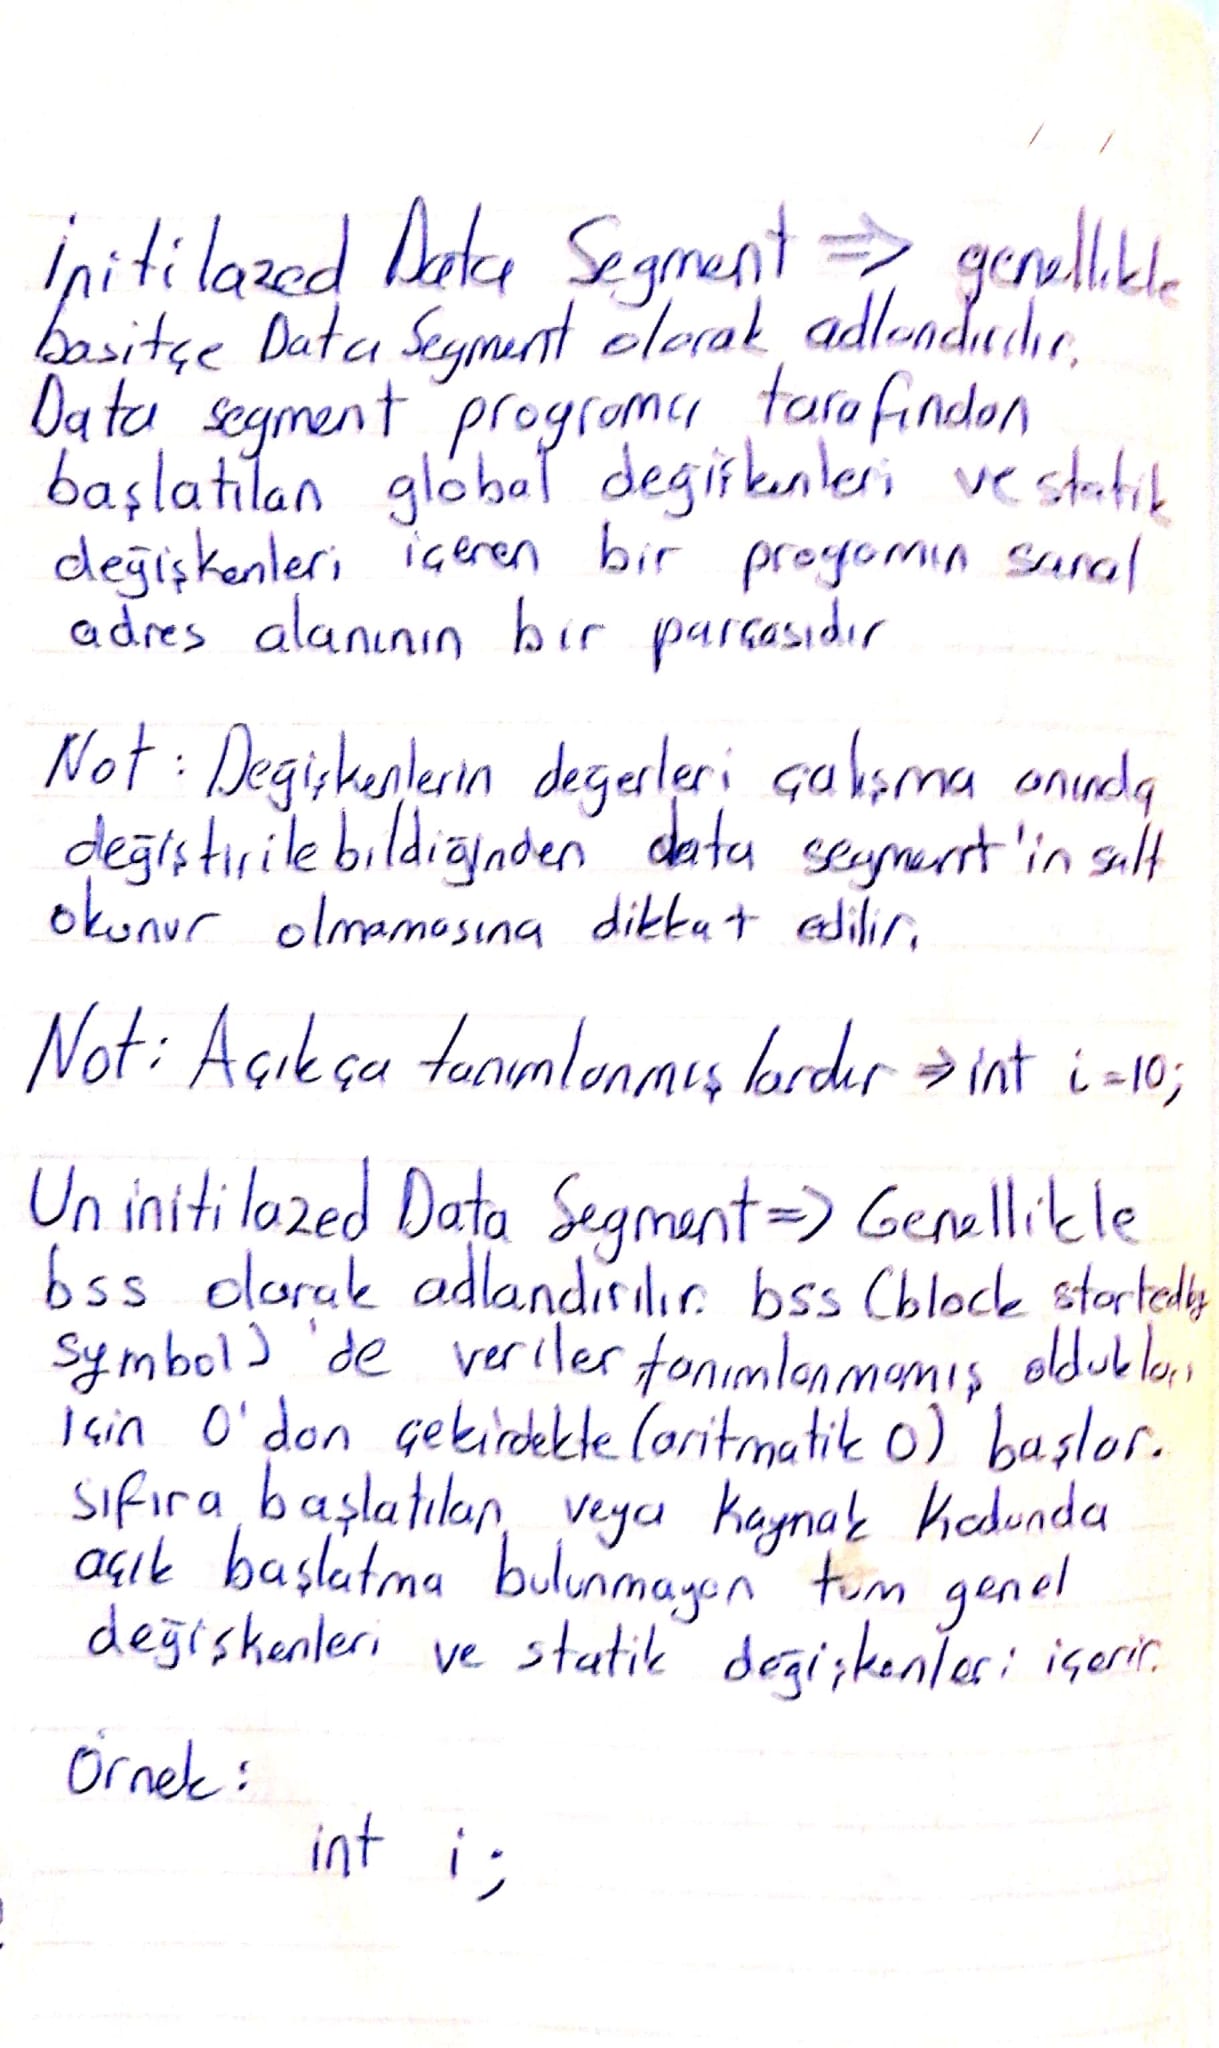 İnitilazed Data Segment => genellikle
basitçe Data Segment olarak adlandırılır.
Data segment programcı tarafından
başlatılan global değişkenleri ve statik
değişkenleri içeren bir progamın sanal
adres alanının bir parçasıdır
Not : Değişkenlerin değerleri çalışma anında
değiştirilebildiğinden data segment'in salt
okunur olmamasına dikkat edilir.
Not : Açıkça tanımlanmışlardır => int i = 10;
Un initilazed Data Segment => Genellikle
bss olarak adlandırılır. bss (block started by
symbol) 'de veriler tanımlanmamış oldukları
için 0'dan çekirdekte (aritmatik 0) başlar.
sıfıra başlatılan veya kaynak kodunda
açık başlatma bulunmayan tüm genel
değişkenleri ve statik değişkenleri içerir.
Örnek :
int i ;